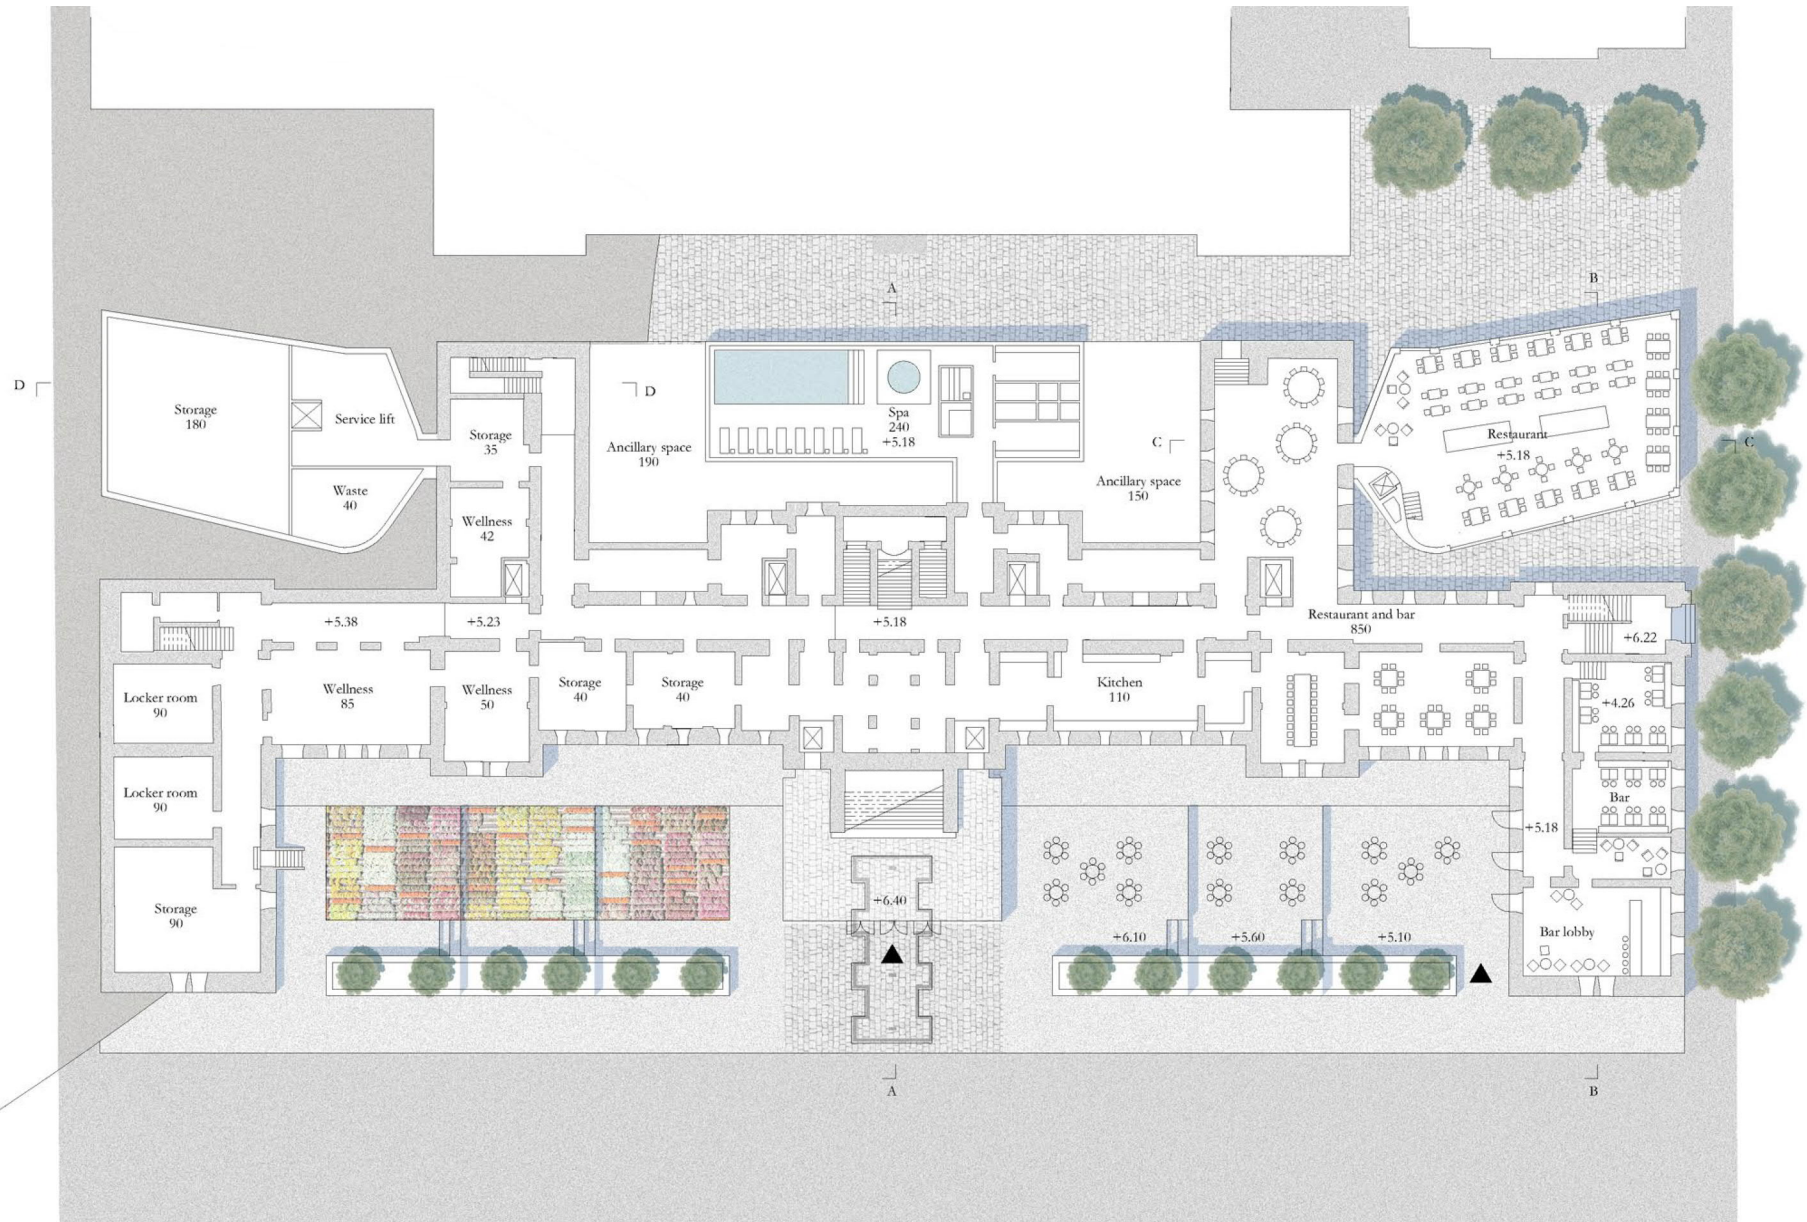 A
B
D
D
Storage
180
Service lift
Storage
35
Waste
40
Wellness
42
Ancillary space
190
Spa
240
+5.18
C
Ancillary space
150
Restaurant
+5.18
C
+5.38
+5.23
+5.18
Restaurant and bar
850
+6.22
Locker room
90
Wellness
85
Wellness
50
Storage
40
Storage
40
Kitchen
110
+4.26
Locker room
90
Bar
+5.18
Storage
90
+6.40
+6.10
+5.60
+5.10
Bar lobby
A
B